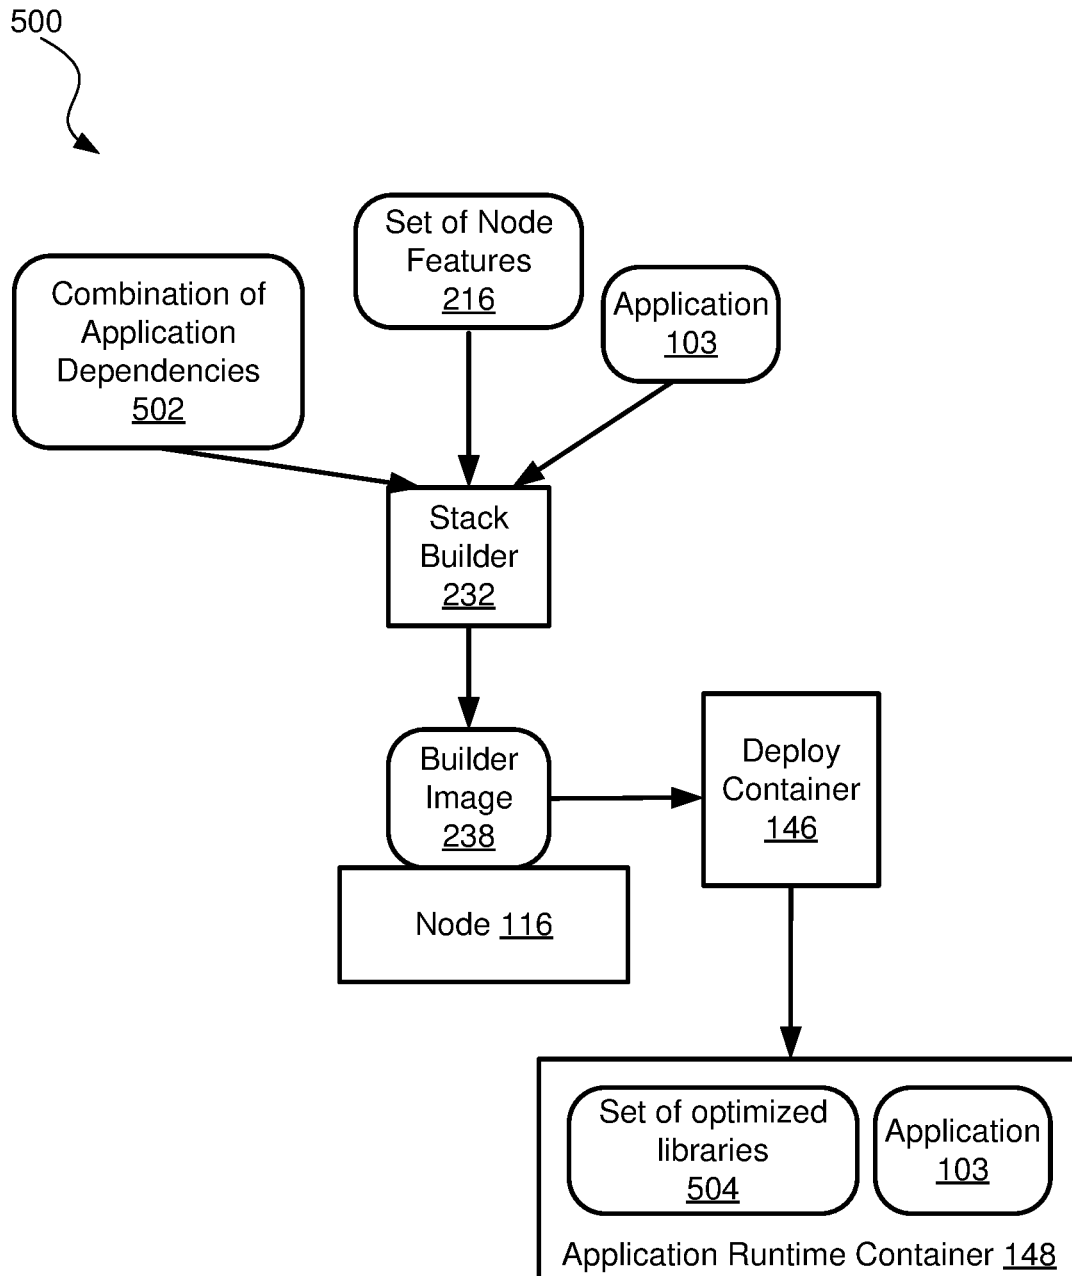 500
Set of Node
Features
216
Combination of
Application
Dependencies
502
Application
103
Stack
Builder
232
Builder
Image
238
Deploy
Container
146
Node 116
Set of optimized
libraries
504
Application
103
Application Runtime Container 148